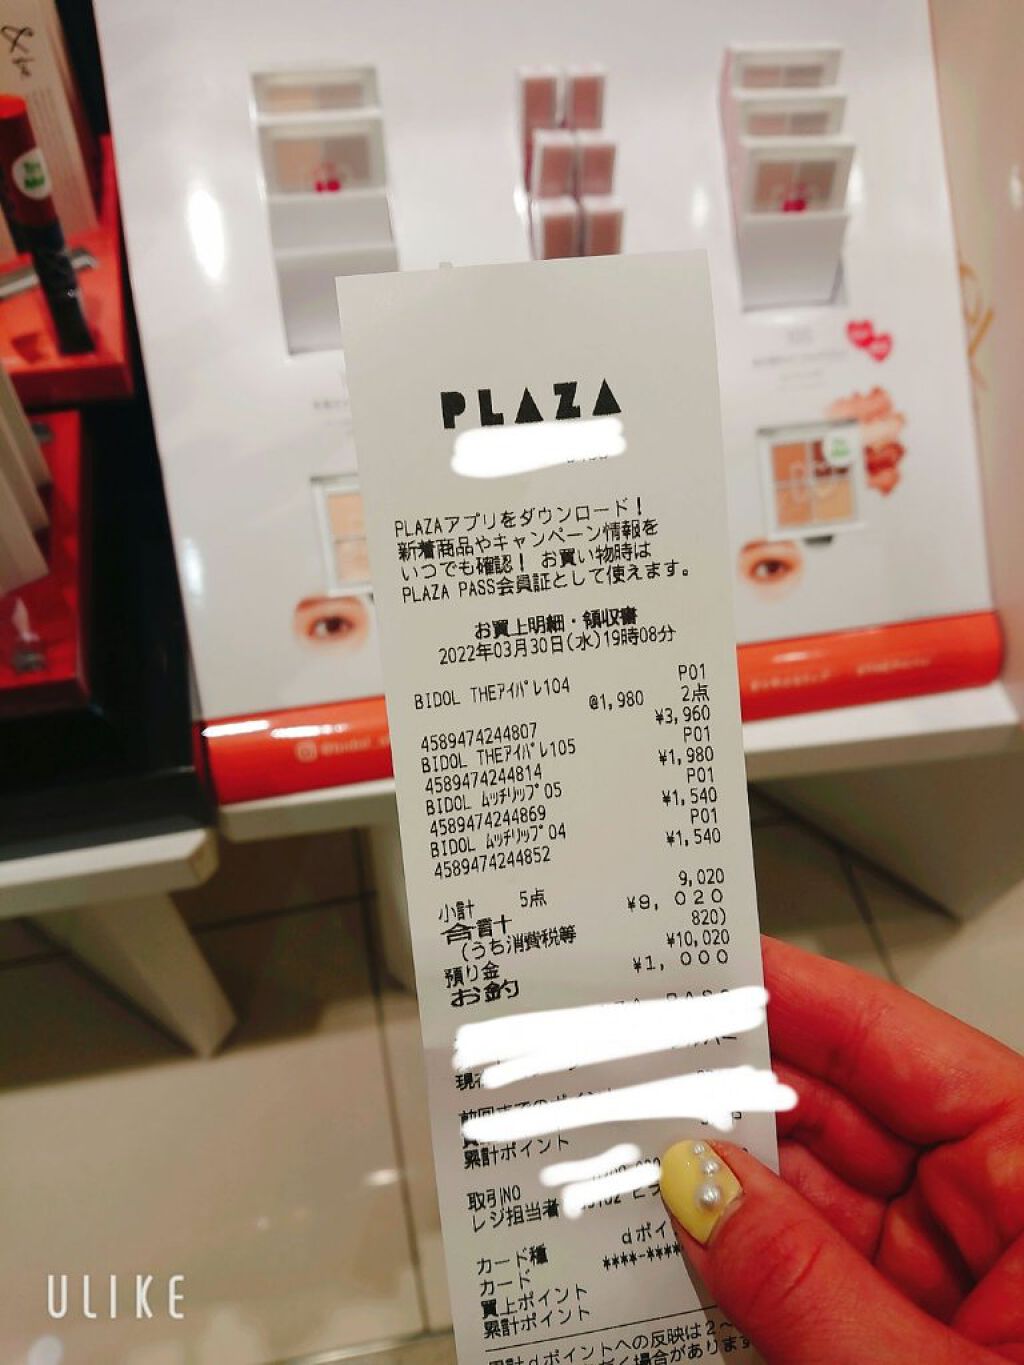 PLAZA
PLAZAアプリをダウンロード！
新着商品やキャンペーン情報を
いつでも確認！ お買い物時は
PLAZA PASS会員証として使えます。
お買上明細・領収書
2022年03月30日(水)19時08分
P01
BIDOL THEｱｲﾊﾟﾚ104
@1,980 2点
¥3,960
4589474244807 P01
BIDOL THEｱｲﾊﾟﾚ105
¥1,980
4589474244814 P01
BIDOL ﾑｯﾁﾘｯﾌﾟ05
¥1,540
4589474244869 P01
BIDOL ﾑｯﾁﾘｯﾌﾟ04
¥1,540
4589474244852
小計 5点 9,020
合計 ¥9，020
(うち消費税等 820)
預り金 ¥10,020
お釣 ¥1，000
前回までのポイント
累計ポイント
取引NO
レジ担当者
カード種 dポイ
カード ****-****
買上ポイント
累計ポイント
ULIKE